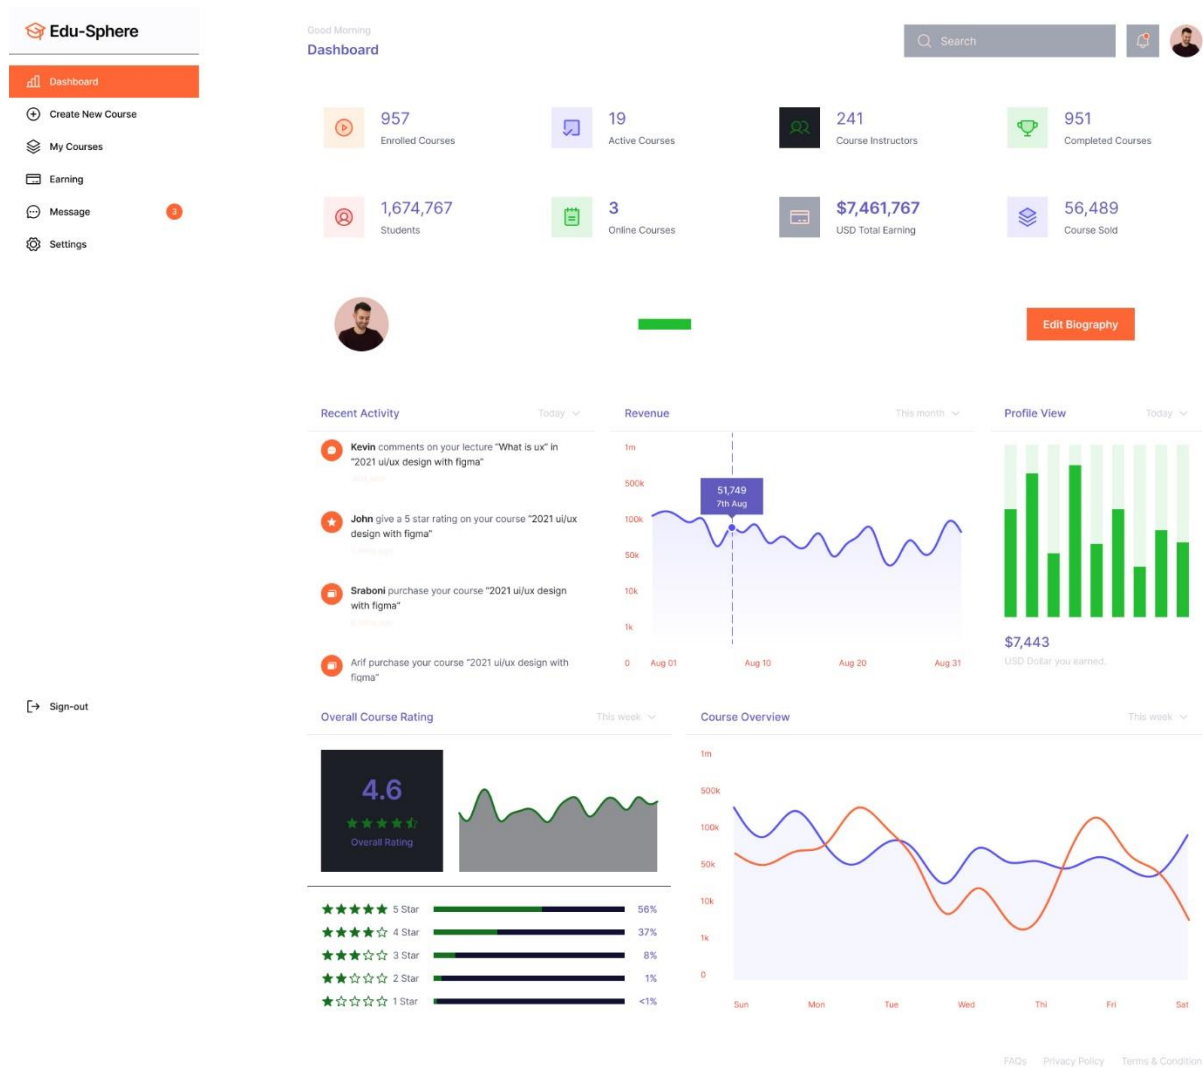 Edu-Sphere
Dashboard
Create New Course
My Courses
Earning
Message
3
Settings
Sign-out
Good Morning
Dashboard
Search
957
Enrolled Courses
19
Active Courses
241
Course Instructors
951
Completed Courses
1,674,767
Students
3
Online Courses
$7,461,767
USD Total Earning
56,489
Course Sold
Edit Biography
Recent Activity
Today
Kevin comments on your lecture “What is ux” in
“2021 ui/ux design with figma”
John give a 5 star rating on your course “2021 ui/ux
design with figma”
Sraboni purchase your course “2021 ui/ux design
with figma”
Arif purchase your course “2021 ui/ux design with
figma”
Revenue
This month
1m
500k
100k
50k
10k
1k
0
51,749
7th Aug
Aug 01
Aug 10
Aug 20
Aug 31
Profile View
Today
$7,443
USD Dollar you earned.
Overall Course Rating
This week
4.6
Overall Rating
5 Star
56%
4 Star
37%
3 Star
8%
2 Star
1%
1 Star
<1%
Course Overview
This week
1m
500k
100k
50k
10k
1k
0
Sun
Mon
Tue
Wed
Thi
Fri
Sat
FAQs
Privacy Policy
Terms & Condition